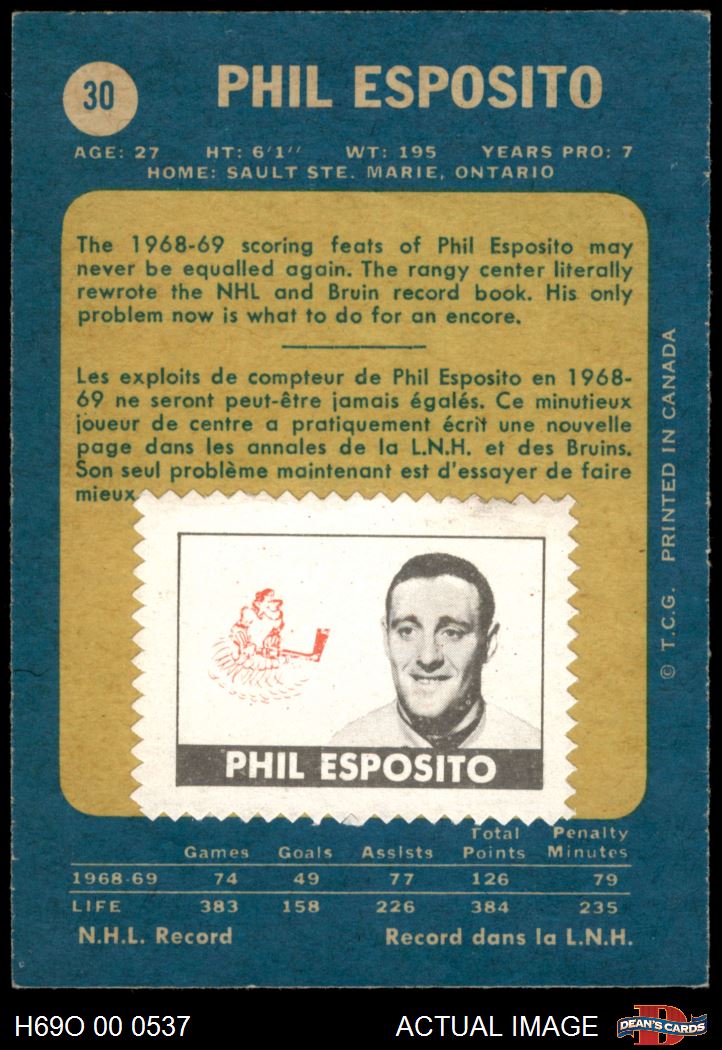 30
PHIL ESPOSITO
AGE: 27 HT: 6'1'' WT: 195 YEARS PRO: 7
HOME: SAULT STE. MARIE, ONTARIO
The 1968-69 scoring feats of Phil Esposito may
never be equalled again. The rangy center literally
rewrote the NHL and Bruin record book. His only
problem now is what to do for an encore.
Les exploits de compteur de Phil Esposito en 1968-
69 ne seront peut-être jamais égalés. Ce minutieux
joueur de centre a pratiquement écrit une nouvelle
page dans les annales de la L.N.H. et des Bruins.
Son seul problème maintenant est d'essayer de faire
mieux
PHIL ESPOSITO
© T.C.G. PRINTED IN CANADA
Games Goals Assists Total Points Penalty Minutes
1968-69 74 49 77 126 79
LIFE 383 158 226 384 235
N.H.L. Record Record dans la L.N.H.
H69O 00 0537 ACTUAL IMAGE
D
DEAN'S CARDS